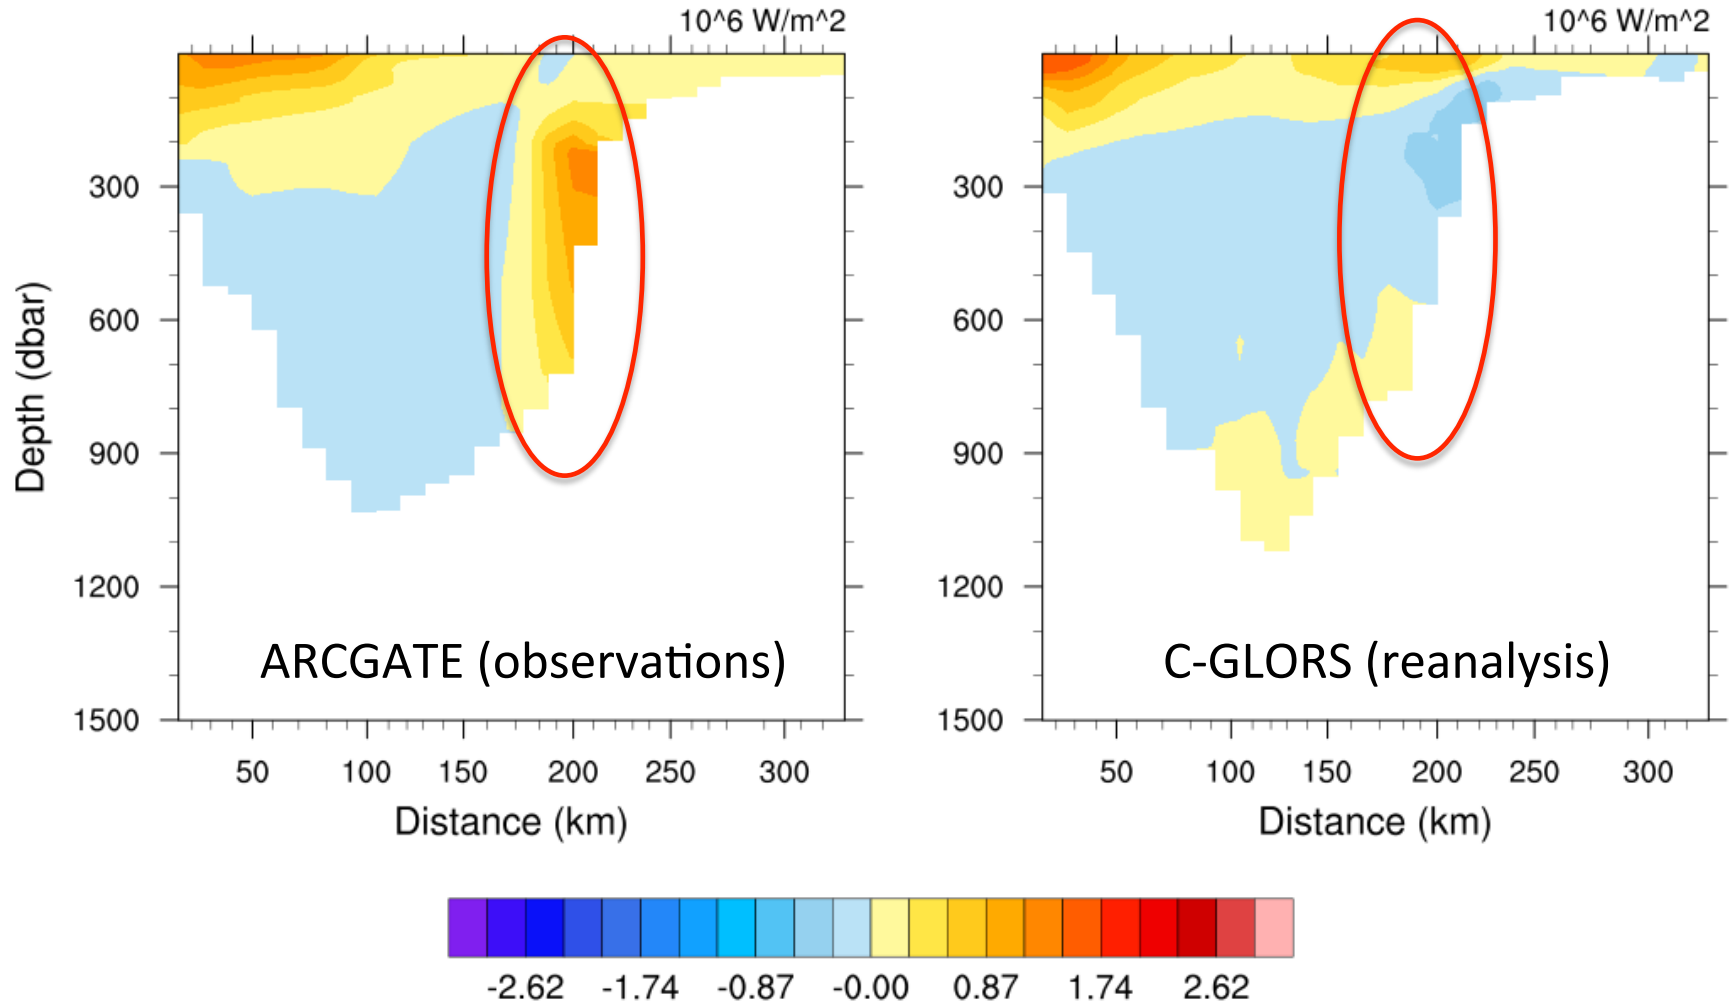 10^6 W/m^2
10^6 W/m^2
300
600
900
1200
1500
Depth (dbar)
ARCGATE (observations)
50 100 150 200 250 300
Distance (km)
300
600
900
1200
1500
C-GLORS (reanalysis)
50 100 150 200 250 300
Distance (km)
-2.62 -1.74 -0.87 -0.00 0.87 1.74 2.62